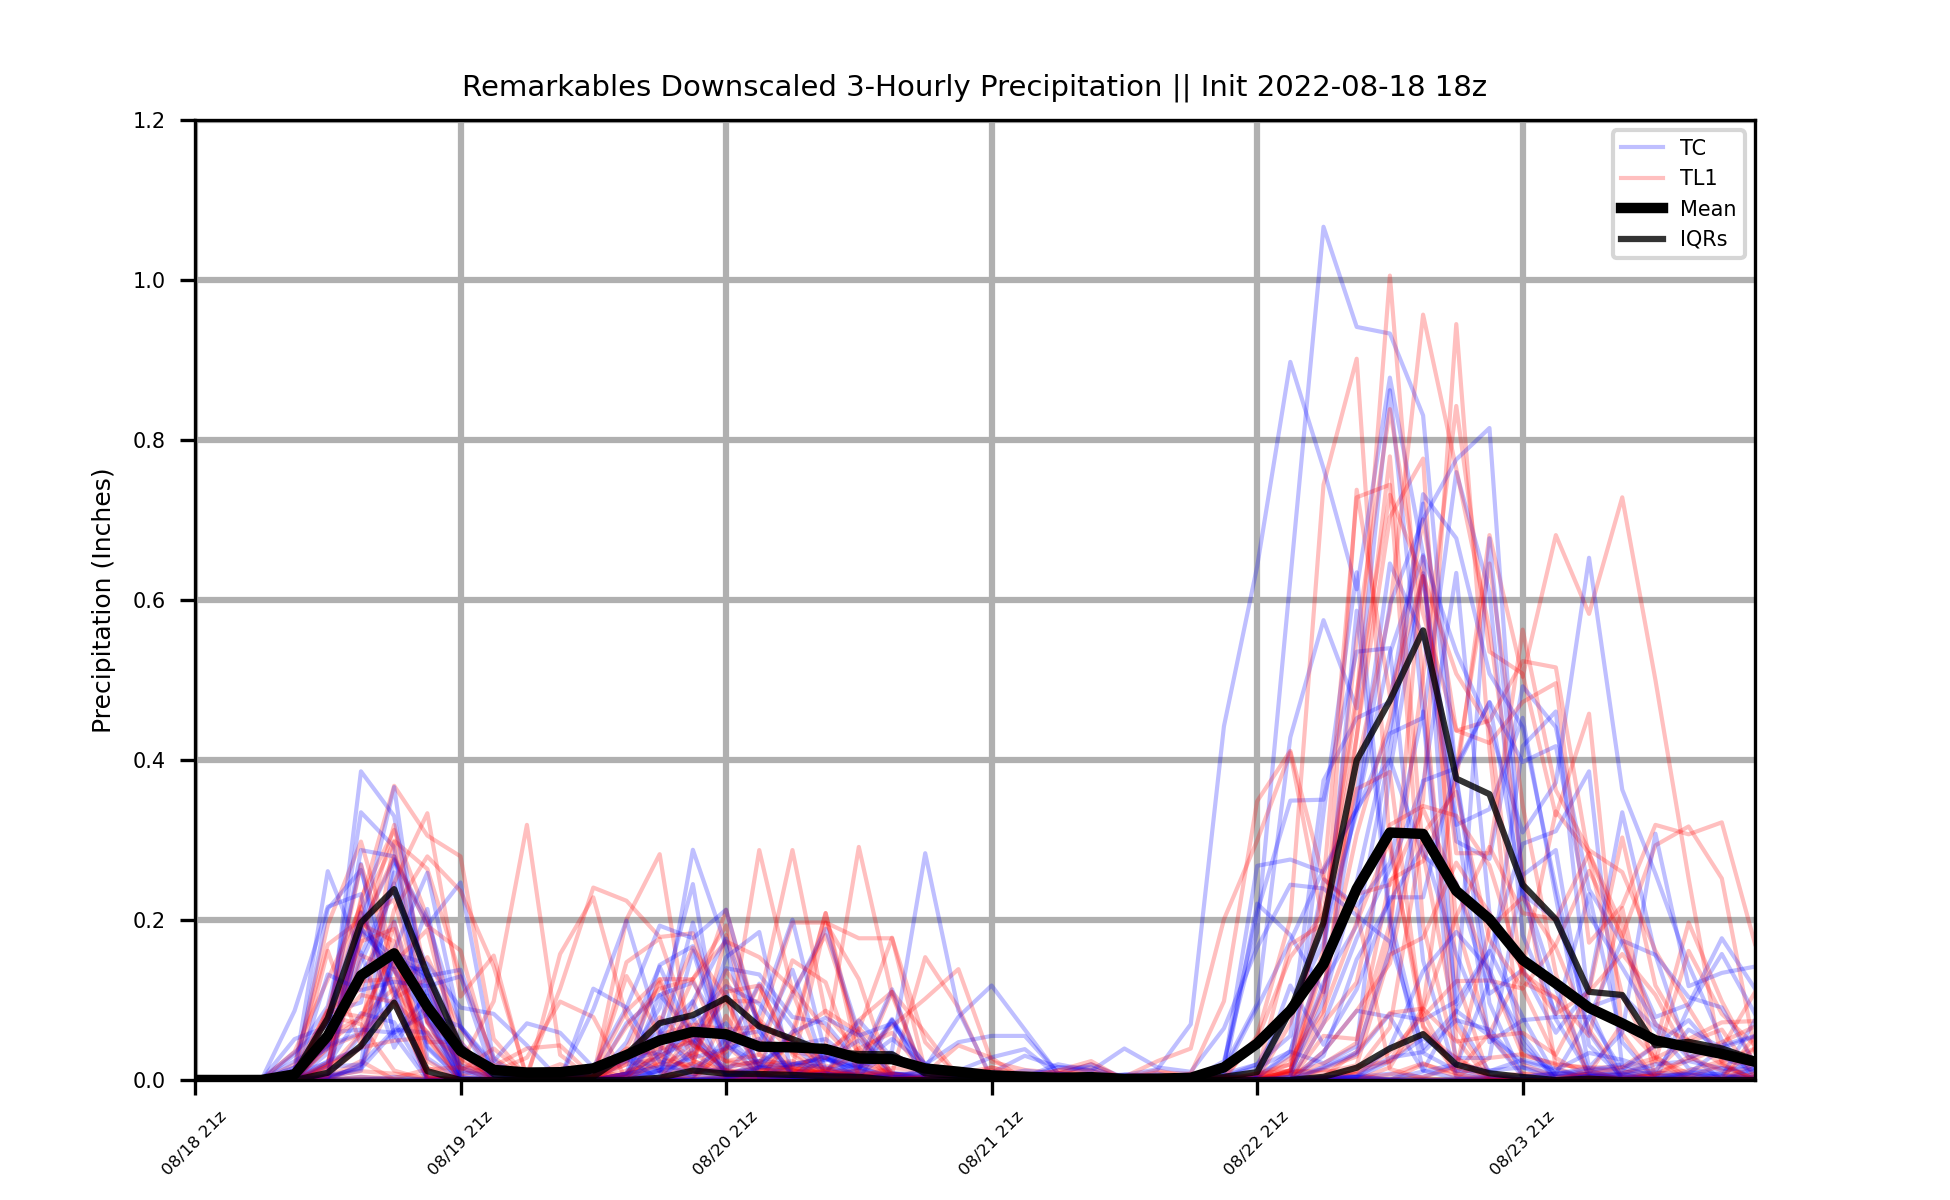 Remarkables Downscaled 3-Hourly Precipitation || Init 2022-08-18 18z
Precipitation (Inches)
1.2
1.0
0.8
0.6
0.4
0.2
0.0
TC
TL1
Mean
IQRs
08/18 21z
08/19 21z
08/20 21z
08/21 21z
08/22 21z
08/23 21z